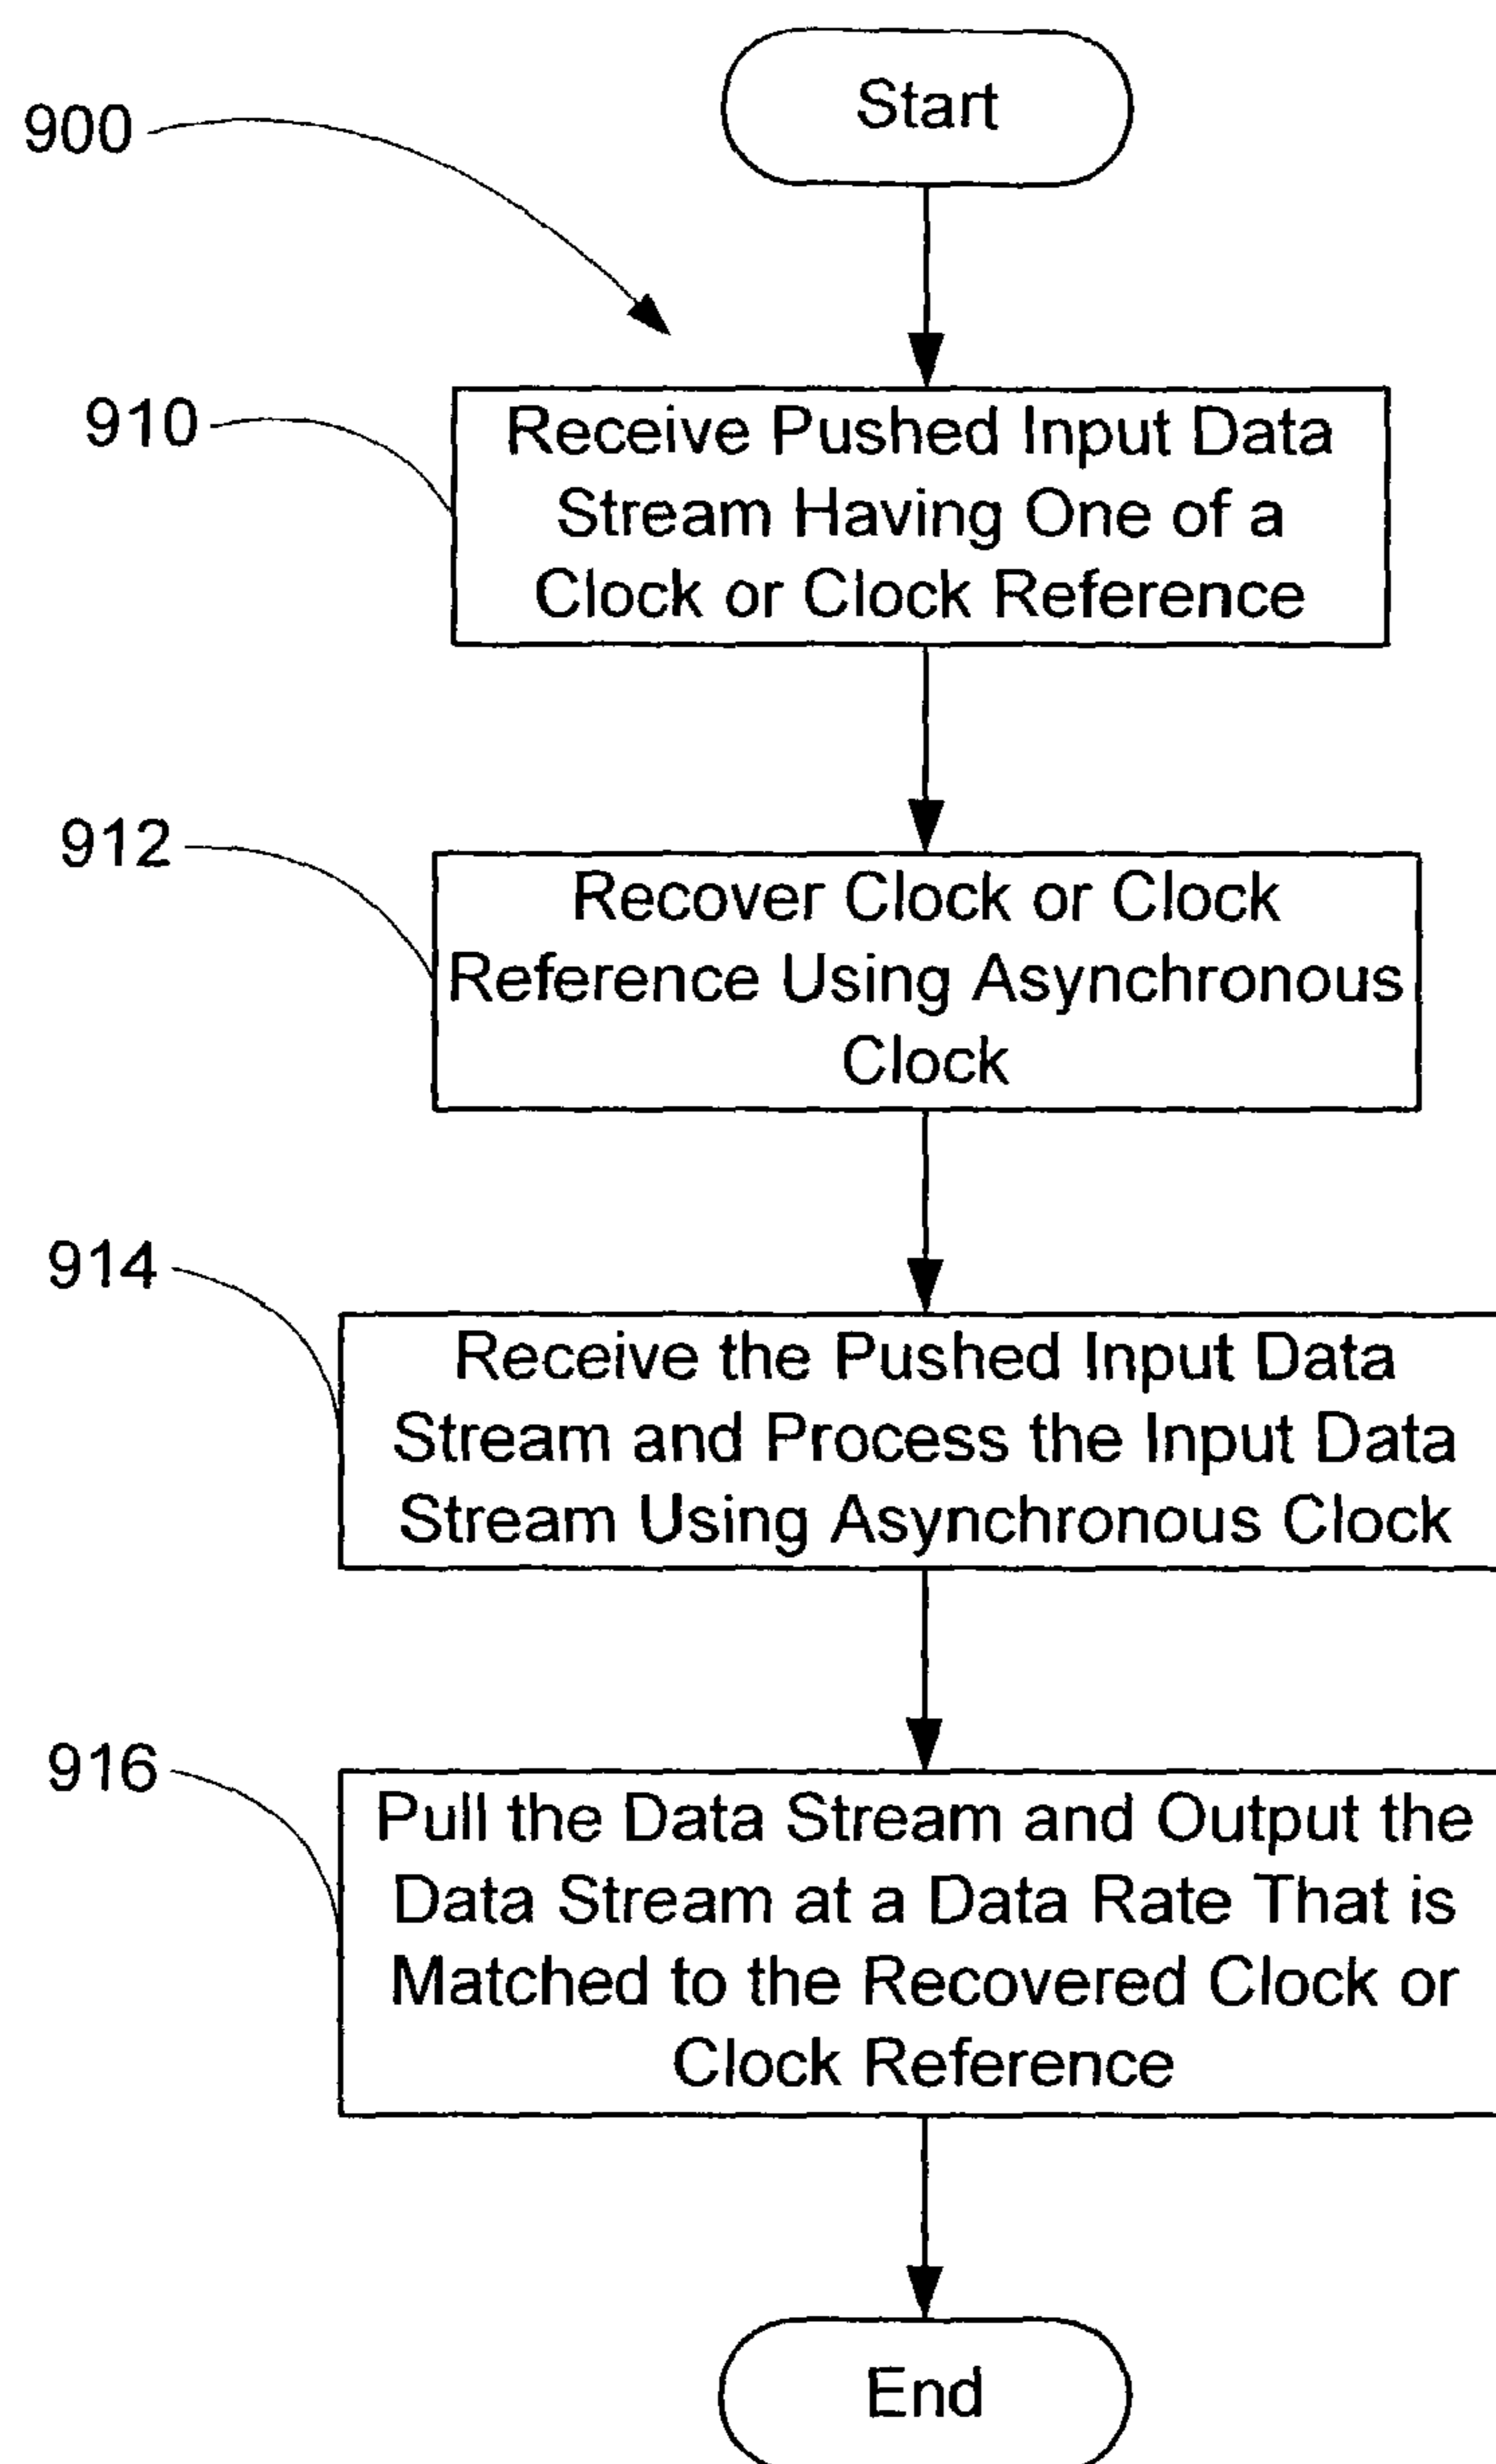 Start
900
910
Receive Pushed Input Data
Stream Having One of a
Clock or Clock Reference
912
Recover Clock or Clock
Reference Using Asynchronous
Clock
914
Receive the Pushed Input Data
Stream and Process the Input Data
Stream Using Asynchronous Clock
916
Pull the Data Stream and Output the
Data Stream at a Data Rate That is
Matched to the Recovered Clock or
Clock Reference
End